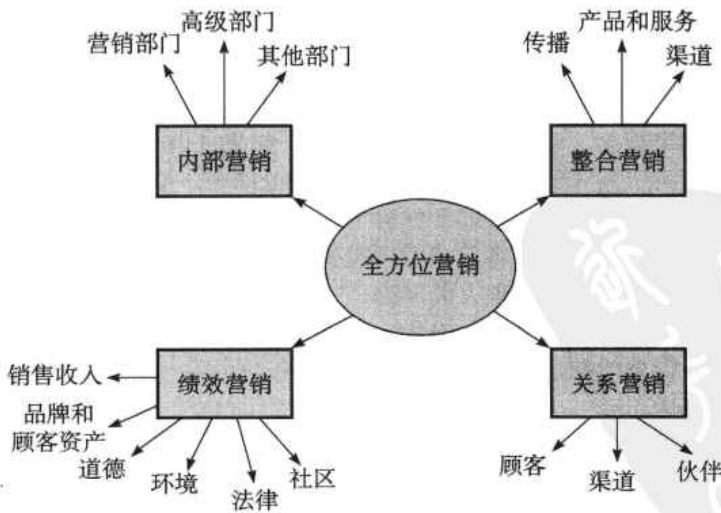 高级部门
营销部门
其他部门
产品和服务
传播
渠道
内部营销
整合营销
全方位营销
绩效营销
关系营销
销售收入
品牌和
顾客资产
道德
环境
法律
社区
顾客
渠道
伙伴